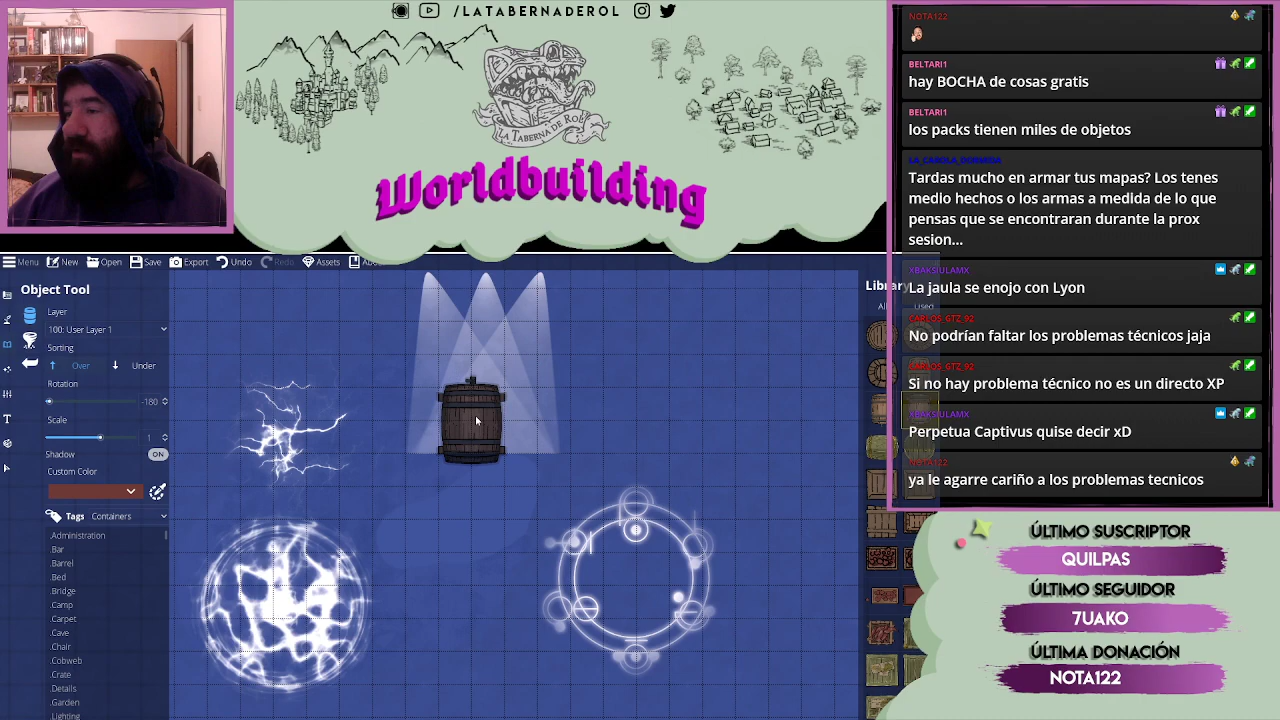 /LATABERNADEROL
LA TABERNA DE ROL
Worldbuilding
Menu New Open Save Export Undo Redo Assets
Object Tool
Layer
100: User Layer 1
Sorting
Over Under
Rotation
-180
Scale
1
Shadow
ON
Custom Color
Tags Containers
.Administration
.Bar
.Barrel
.Bed
.Bridge
.Camp
.Carpet
.Cave
.Chair
.Cobweb
.Crate
.Details
.Garden
.Lighting
Library
Used
NOTA122
BELTARI1
hay BOCHA de cosas gratis
BELTARI1
los packs tienen miles de objetos
Tardas mucho en armar tus mapas? Los tenes
medio hechos o los armas a medida de lo que
pensas que se encontraran durante la prox
sesion...
XBAKSIULAMX
La jaula se enojo con Lyon
CARLOS_GTZ_92
No podrían faltar los problemas técnicos jaja
CARLOS_GTZ_92
Si no hay problema técnico no es un directo XP
XBAKSIULAMX
Perpetua Captivus quise decir xD
NOTA122
ya le agarre cariño a los problemas tecnicos
ÚLTIMO SUSCRIPTOR
QUILPAS
ÚLTIMO SEGUIDOR
7UAKO
ÚLTIMA DONACIÓN
NOTA122